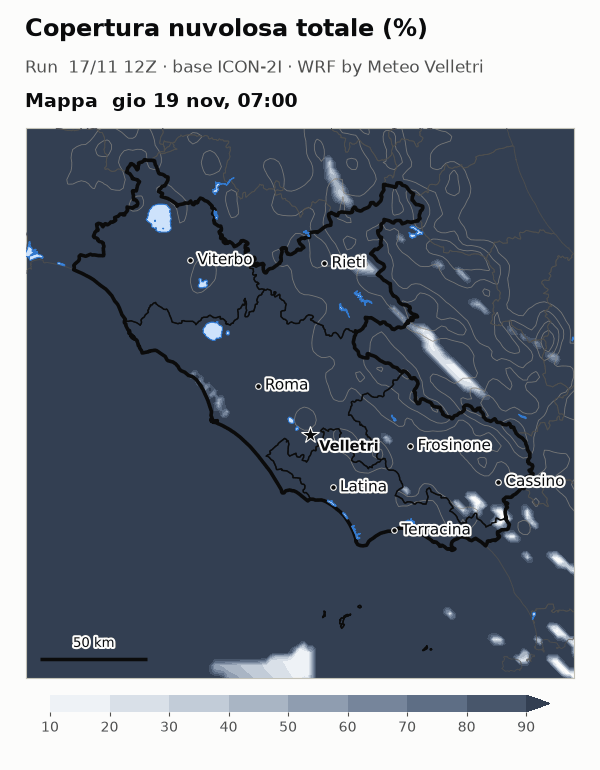 Copertura nuvolosa totale (%)
Run 17/11 12Z · base ICON-2I · WRF by Meteo Velletri
Mappa gio 19 nov, 07:00
Viterbo
Rieti
Roma
Velletri
Frosinone
Cassino
Latina
Terracina
50 km
10 20 30 40 50 60 70 80 90